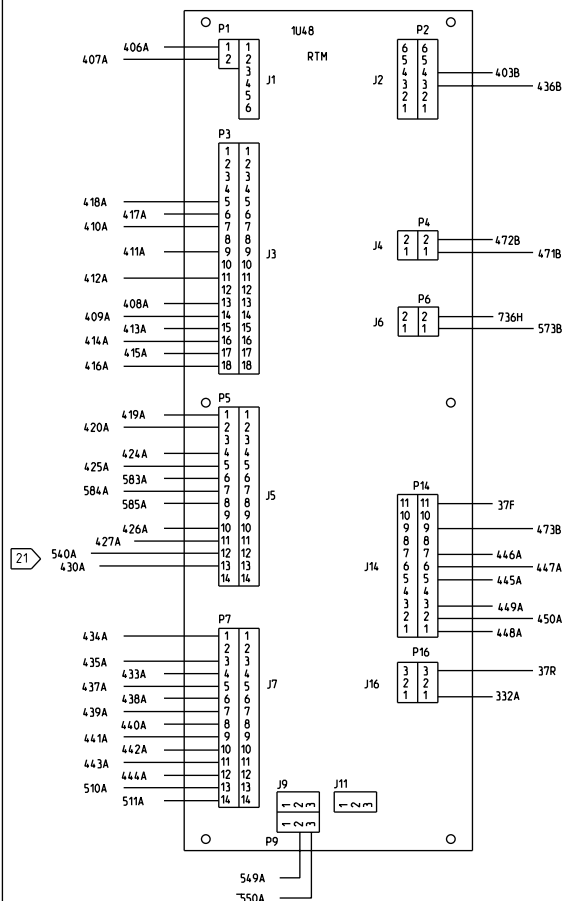 P1 1U48 P2
RTM
406A 1 1 6 6
407A 2 2 5 5
3 J1 J2 4 4 403B
4 3 3 436B
5 2 2
6 1 1
P3
1 1
2 2
3 3
4 4
418A 5 5
417A 6 6 P4
410A 7 7
8 8 J4 2 2 472B
411A 9 9 J3 1 1 471B
10 10
412A 11 11
12 12 P6
408A 13 13
409A 14 14 J6 2 2 736H
413A 15 15 1 1 573B
414A 16 16
415A 17 17
416A 18 18
P5
419A 1 1
420A 2 2
3 3
424A 4 4
425A 5 5
583A 6 6
584A 7 7 J5 P14
585A 8 8 11 11 37F
9 9 10 10
426A 10 10 9 9 473B
427A 11 11 8 8
21 540A 12 12 J14 7 7 446A
430A 13 13 6 6 447A
14 14 5 5 445A
4 4
3 3 449A
2 2 450A
1 1 448A
P7 P16
434A 1 1
2 2
435A 3 3 3 3 37R
433A 4 4 J7 J16 2 2
437A 5 5 1 1 332A
438A 6 6
439A 7 7
440A 8 8
441A 9 9
442A 10 10
443A 11 11
444A 12 12
510A 13 13
511A 14 14
J9 J11
1 2 3 1 2 3
1 2 3
P9
549A
550A